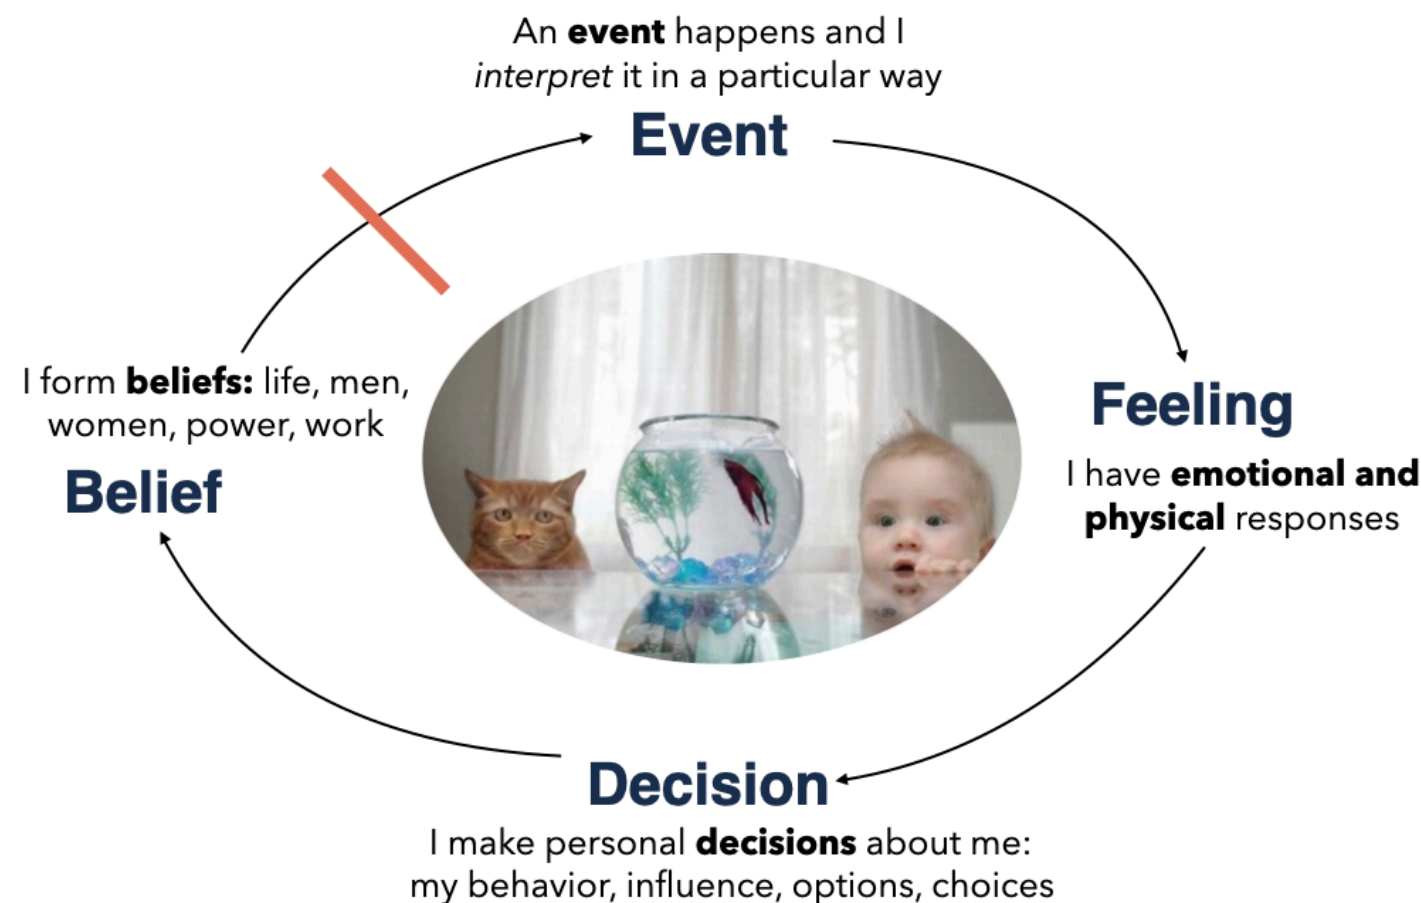 An event happens and I
interpret it in a particular way
Event
Feeling
I have emotional and
physical responses
Decision
I make personal decisions about me:
my behavior, influence, options, choices
I form beliefs: life, men,
women, power, work
Belief